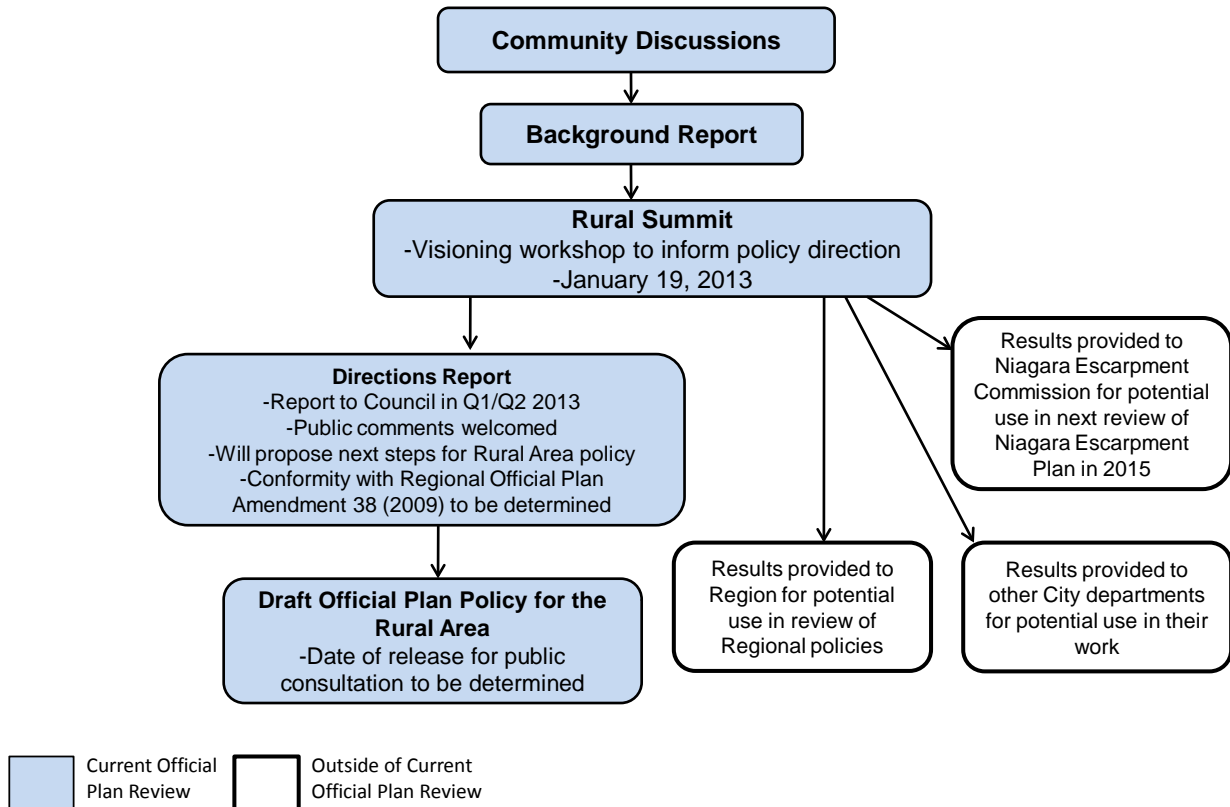 Community Discussions
Background Report
Rural Summit
-Visioning workshop to inform policy direction
-January 19, 2013
Directions Report
-Report to Council in Q1/Q2 2013
-Public comments welcomed
-Will propose next steps for Rural Area policy
-Conformity with Regional Official Plan
Amendment 38 (2009) to be determined
Results provided to
Niagara Escarpment
Commission for potential
use in next review of
Niagara Escarpment
Plan in 2015
Draft Official Plan Policy for the
Rural Area
-Date of release for public
consultation to be determined
Results provided to
Region for potential
use in review of
Regional policies
Results provided to
other City departments
for potential use in their
work
Current Official
Plan Review
Outside of Current
Official Plan Review